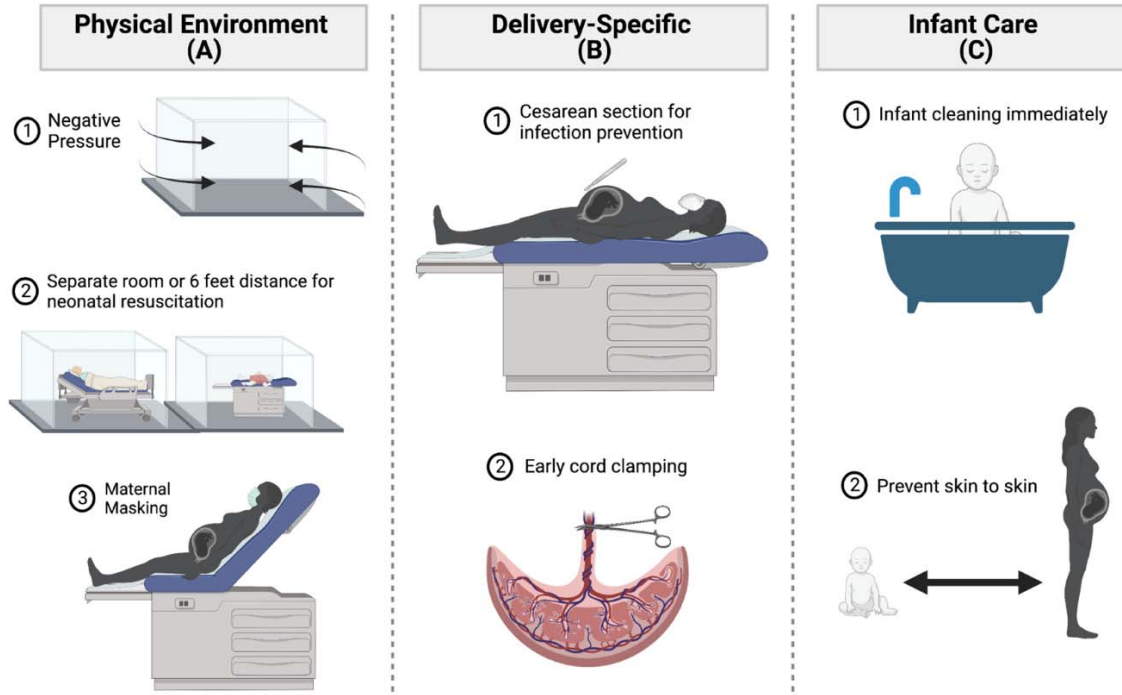 Physical Environment
(A)
1 Negative
Pressure
2 Separate room or 6 feet distance for
neonatal resuscitation
3 Maternal
Masking
Delivery-Specific
(B)
1 Cesarean section for
infection prevention
2 Early cord clamping
Infant Care
(C)
1 Infant cleaning immediately
2 Prevent skin to skin